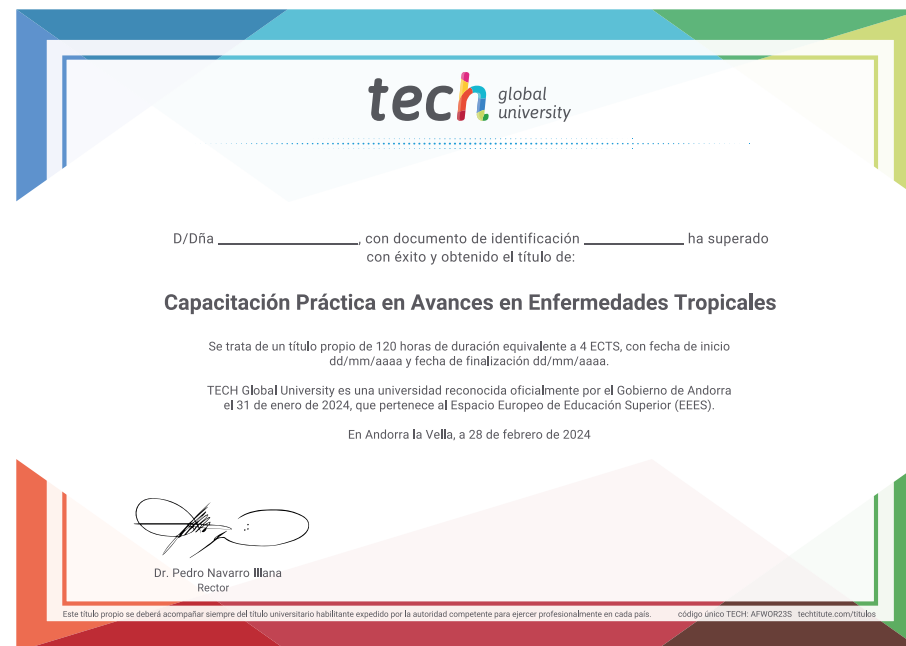 tech global
university
D/Dña ____________________, con documento de identificación ______________ ha superado
con éxito y obtenido el título de:
Capacitación Práctica en Avances en Enfermedades Tropicales
Se trata de un título propio de 120 horas de duración equivalente a 4 ECTS, con fecha de inicio
dd/mm/aaaa y fecha de finalización dd/mm/aaaa.
TECH Global University es una universidad reconocida oficialmente por el Gobierno de Andorra
el 31 de enero de 2024, que pertenece al Espacio Europeo de Educación Superior (EEES).
En Andorra la Vella, a 28 de febrero de 2024
Dr. Pedro Navarro Illana
Rector
Este título propio se deberá acompañar siempre del título universitario habilitante expedido por la autoridad competente para ejercer profesionalmente en cada país. código único TECH: AFWOR23S techtitute.com/titulos